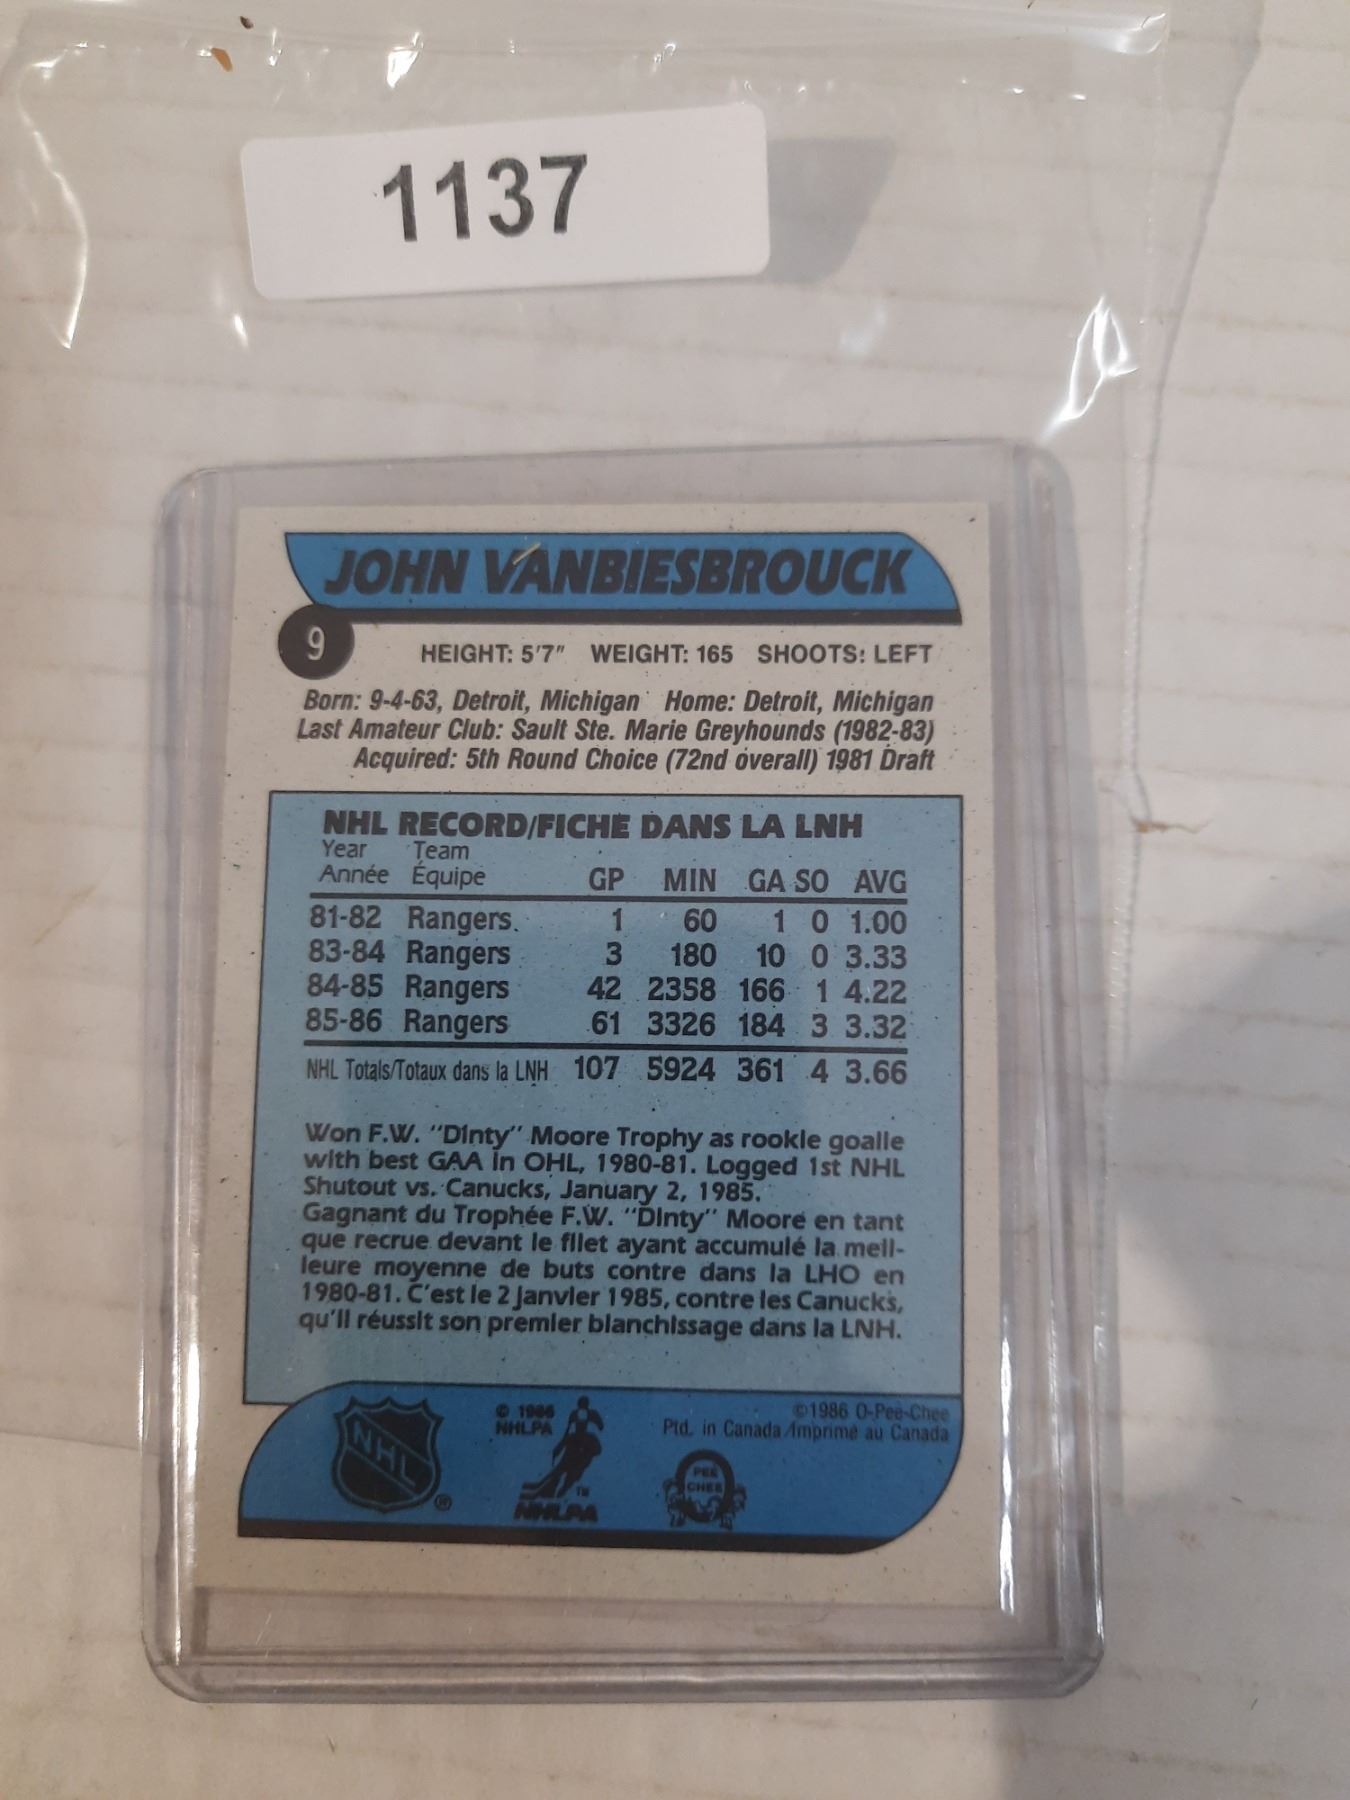 1137
JOHN VANBIESBROUCK
9
HEIGHT: 5'7" WEIGHT: 165 SHOOTS: LEFT
Born: 9-4-63, Detroit, Michigan Home: Detroit, Michigan
Last Amateur Club: Sault Ste. Marie Greyhounds (1982-83)
Acquired: 5th Round Choice (72nd overall) 1981 Draft
NHL RECORD/FICHE DANS LA LNH
Year Team
Année Équipe GP MIN GA SO AVG
81-82 Rangers 1 60 1 0 1.00
83-84 Rangers 3 180 10 0 3.33
84-85 Rangers 42 2358 166 1 4.22
85-86 Rangers 61 3326 184 3 3.32
NHL Totals/Totaux dans la LNH 107 5924 361 4 3.66
Won F.W. "Dinty" Moore Trophy as rookie goalie
with best GAA in OHL, 1980-81. Logged 1st NHL
Shutout vs. Canucks, January 2, 1985.
Gagnant du Trophée F.W. "Dinty" Moore en tant
que recrue devant le filet ayant accumulé la meil-
leure moyenne de buts contre dans la LHO en
1980-81. C'est le 2 janvier 1985, contre les Canucks,
qu'il réussit son premier blanchissage dans la LNH.
NHL ®
© 1986
NHLPA
TM
NHLPA
©1986 O-Pee-Chee
Ptd. in Canada/Imprimé au Canada
PEE
CHEE